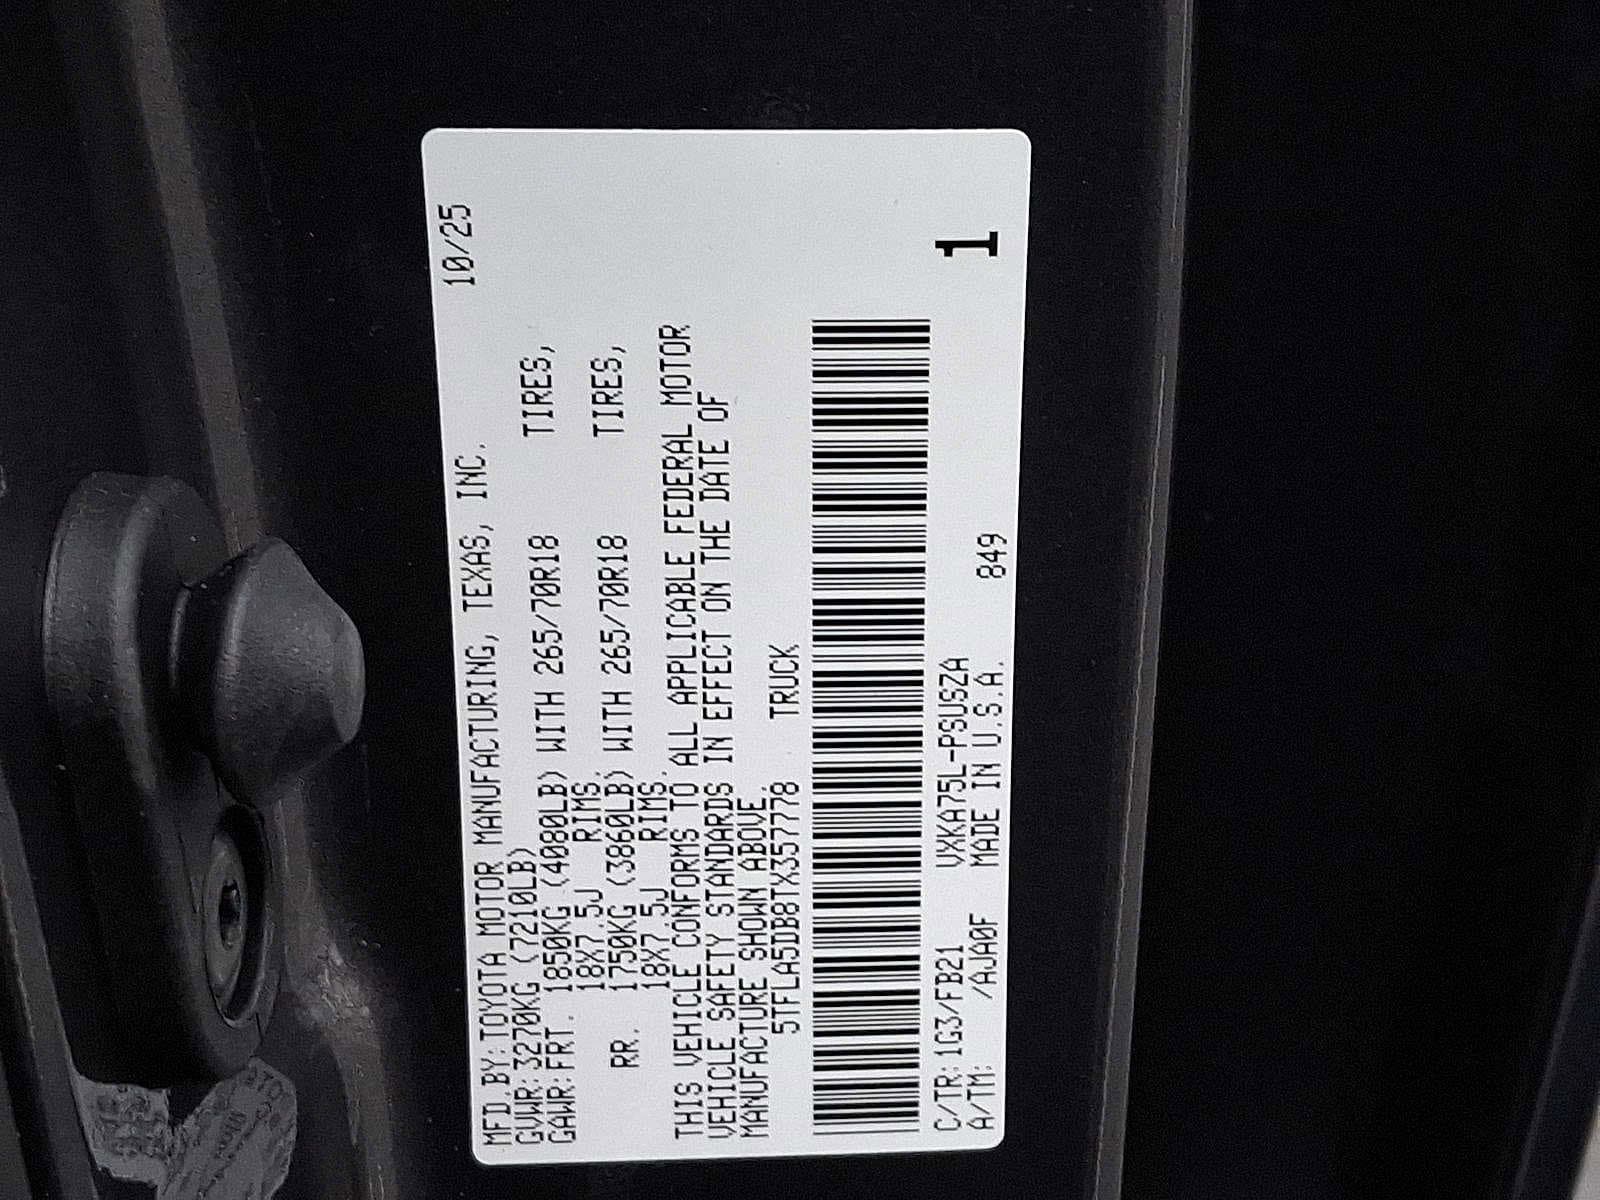 MFD.BY:TOYOTA MOTOR MANUFACTURING, TEXAS, INC. 10/25
GVWR:3270KG (7210LB)
GAWR:FRT. 1850KG (4080LB) WITH 265/70R18 TIRES,
18X7.5J RIMS.
RR. 1750KG (3860LB) WITH 265/70R18 TIRES,
18X7.5J RIMS.
THIS VEHICLE CONFORMS TO ALL APPLICABLE FEDERAL MOTOR
VEHICLE SAFETY STANDARDS IN EFFECT ON THE DATE OF
MANUFACTURE SHOWN ABOVE.
5TFLA5DB8TX357778 TRUCK
C/TR:1G3/FB21 VXKA75L-PSUSZA
A/TM: /AJA0F MADE IN U.S.A. 849
1